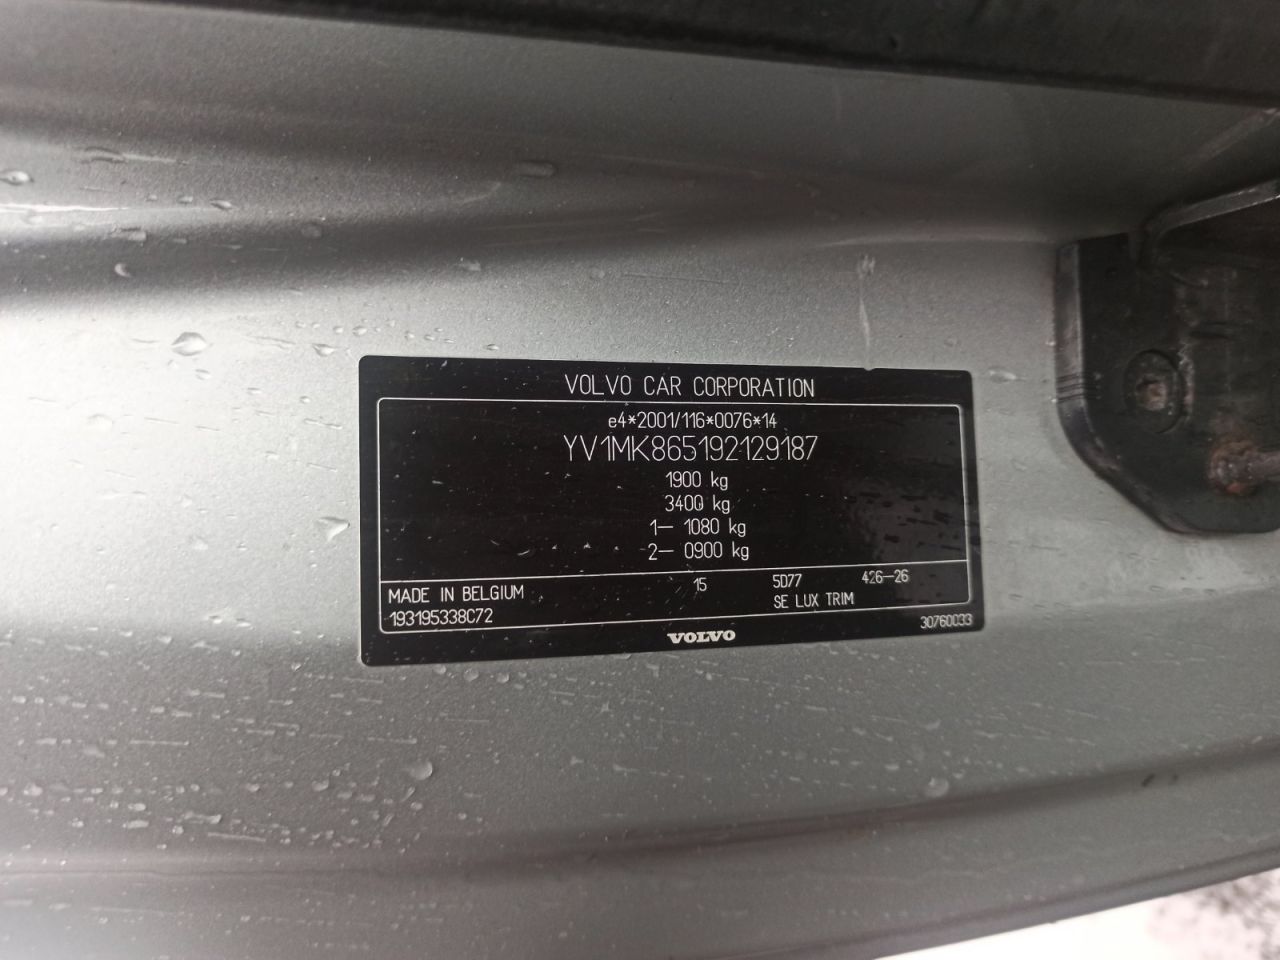 VOLVO CAR CORPORATION
e4*2001/116*0076*14
YV1MK865192129187
1900 kg
3400 kg
1– 1080 kg
2– 0900 kg
MADE IN BELGIUM 15 5D77 426–26
SE LUX TRIM
193195338C72 30760033
VOLVO